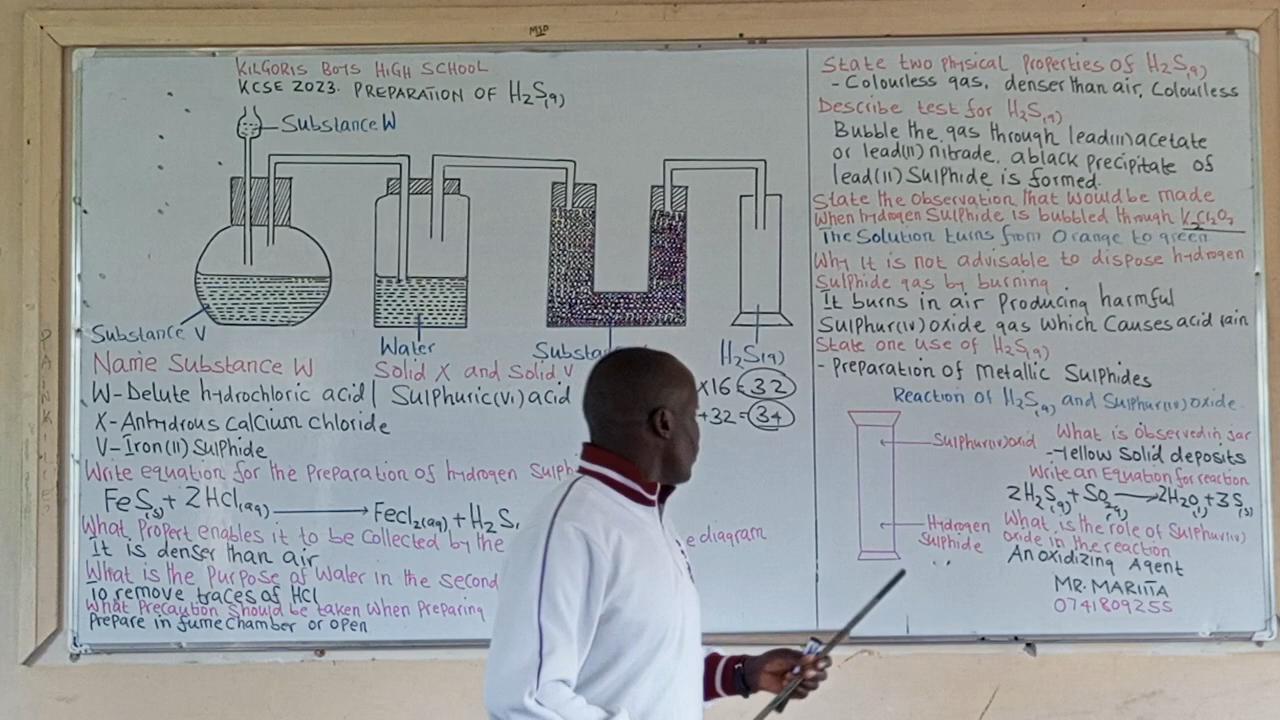 MSD
KILGORIS BOYS HIGH SCHOOL
KCSE 2023. PREPARATION OF H2S(g)
Substance W
Substance V
Water
Substa
H2S(g)
Name Substance W Solid X and Solid V
W-Delute hydrochloric acid | Sulphuric(VI) acid
X-Anhydrous Calcium chloride
V-Iron(II) Sulphide
x16=32
+32=34
Write equation for the Preparation of hydrogen Sulph
FeS(s) + 2HCl(aq) → FeCl2(aq) + H2S
What Propert enables it to be Collected by the e diagram
It is denser than air
What is the Purpose of Water in the Second
To remove traces of HCl
What Precaution Should be taken When Preparing
Prepare in fume Chamber or open
State two Physical Properties of H2S(g)
- Colourless gas, denser than air, Colourless
Describe test for H2S(g)
Bubble the gas through lead(II) acetate
or lead(II) nitrade. a black Precipitate of
lead(II) Sulphide is formed.
State the Observation that Would be made
When hydrogen Sulphide is bubbled through K2Cr2O7
The Solution turns from Orange to green
Why It is not advisable to dispose hydrogen
Sulphide gas by burning
It burns in air Producing harmful
Sulphur(IV) oxide gas which Causes acid rain
State one use of H2S(g)
- Preparation of Metallic Sulphides
Reaction of H2S(g) and Sulphur(IV) oxide.
Sulphur(IV) oxid
Hydrogen
Sulphide
What is Observed in jar
-Yellow Solid deposits
Write an Equation for reaction
2H2S(g) + SO2(g) → 2H2O(l) + 3S(s)
What is the role of Sulphur(IV)
oxide in the reaction
An oxidizing Agent
MR. MARITA
0741809255